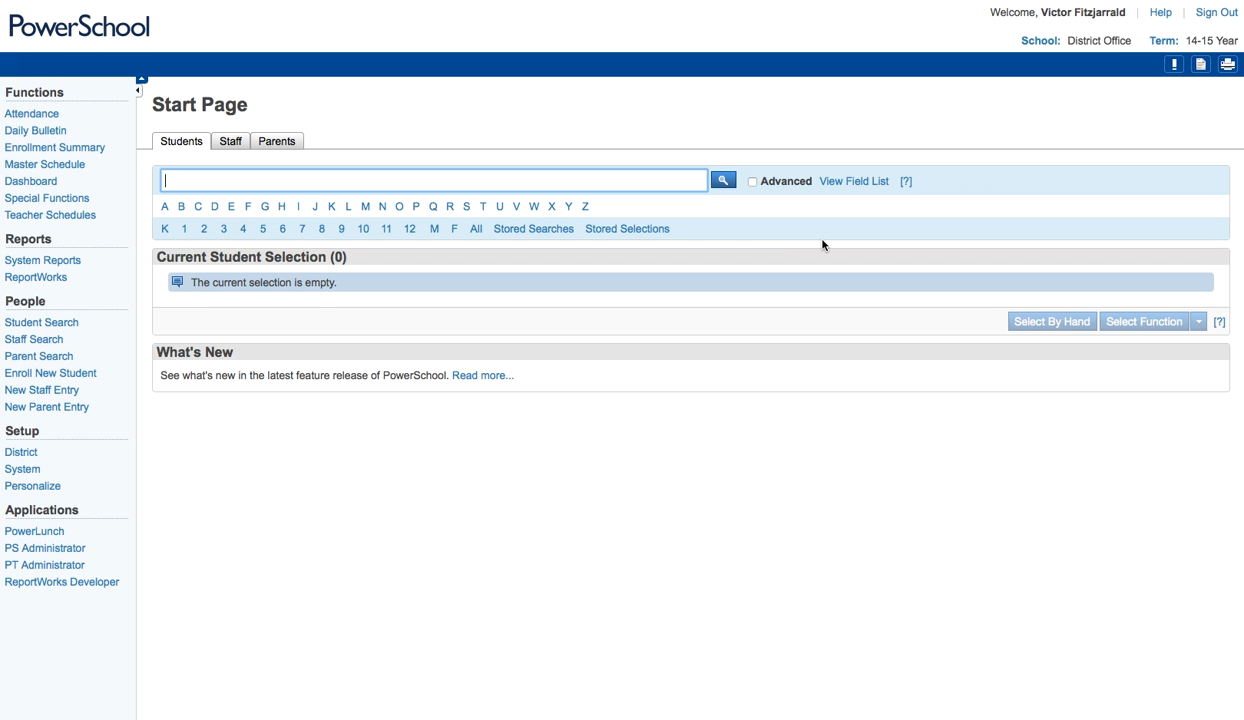 PowerSchool
Welcome, Victor Fitzjarrald Help Sign Out
School: District Office Term: 14-15 Year
Functions
Attendance
Daily Bulletin
Enrollment Summary
Master Schedule
Dashboard
Special Functions
Teacher Schedules
Reports
System Reports
ReportWorks
People
Student Search
Staff Search
Parent Search
Enroll New Student
New Staff Entry
New Parent Entry
Setup
District
System
Personalize
Applications
PowerLunch
PS Administrator
PT Administrator
ReportWorks Developer
Start Page
Students Staff Parents
Advanced View Field List [?]
A B C D E F G H I J K L M N O P Q R S T U V W X Y Z
K 1 2 3 4 5 6 7 8 9 10 11 12 M F All Stored Searches Stored Selections
Current Student Selection (0)
The current selection is empty.
Select By Hand Select Function [?]
What's New
See what's new in the latest feature release of PowerSchool. Read more...